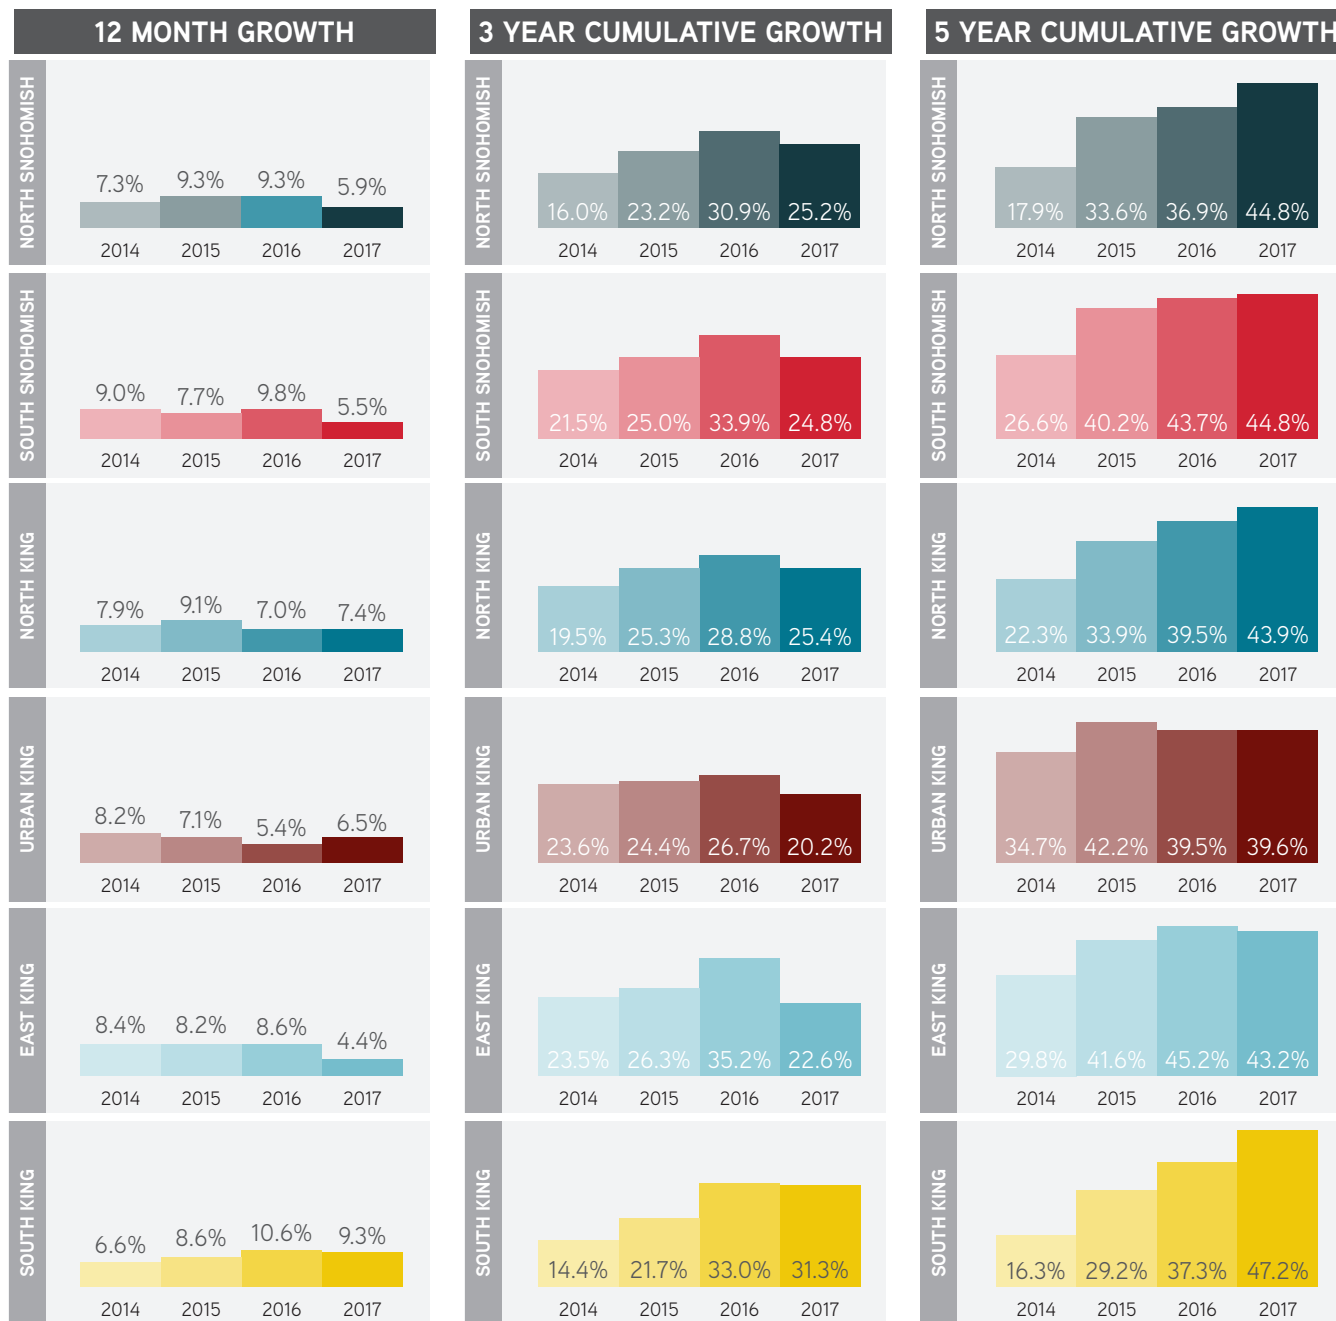 12 MONTH GROWTH
3 YEAR CUMULATIVE GROWTH
5 YEAR CUMULATIVE GROWTH
NORTH SNOHOMISH
7.3% 9.3% 9.3% 5.9%
2014 2015 2016 2017
NORTH SNOHOMISH
16.0% 23.2% 30.9% 25.2%
2014 2015 2016 2017
NORTH SNOHOMISH
17.9% 33.6% 36.9% 44.8%
2014 2015 2016 2017
SOUTH SNOHOMISH
9.0% 7.7% 9.8% 5.5%
2014 2015 2016 2017
SOUTH SNOHOMISH
21.5% 25.0% 33.9% 24.8%
2014 2015 2016 2017
SOUTH SNOHOMISH
26.6% 40.2% 43.7% 44.8%
2014 2015 2016 2017
NORTH KING
7.9% 9.1% 7.0% 7.4%
2014 2015 2016 2017
NORTH KING
19.5% 25.3% 28.8% 25.4%
2014 2015 2016 2017
NORTH KING
22.3% 33.9% 39.5% 43.9%
2014 2015 2016 2017
URBAN KING
8.2% 7.1% 5.4% 6.5%
2014 2015 2016 2017
URBAN KING
23.6% 24.4% 26.7% 20.2%
2014 2015 2016 2017
URBAN KING
34.7% 42.2% 39.5% 39.6%
2014 2015 2016 2017
EAST KING
8.4% 8.2% 8.6% 4.4%
2014 2015 2016 2017
EAST KING
23.5% 26.3% 35.2% 22.6%
2014 2015 2016 2017
EAST KING
29.8% 41.6% 45.2% 43.2%
2014 2015 2016 2017
SOUTH KING
6.6% 8.6% 10.6% 9.3%
2014 2015 2016 2017
SOUTH KING
14.4% 21.7% 33.0% 31.3%
2014 2015 2016 2017
SOUTH KING
16.3% 29.2% 37.3% 47.2%
2014 2015 2016 2017